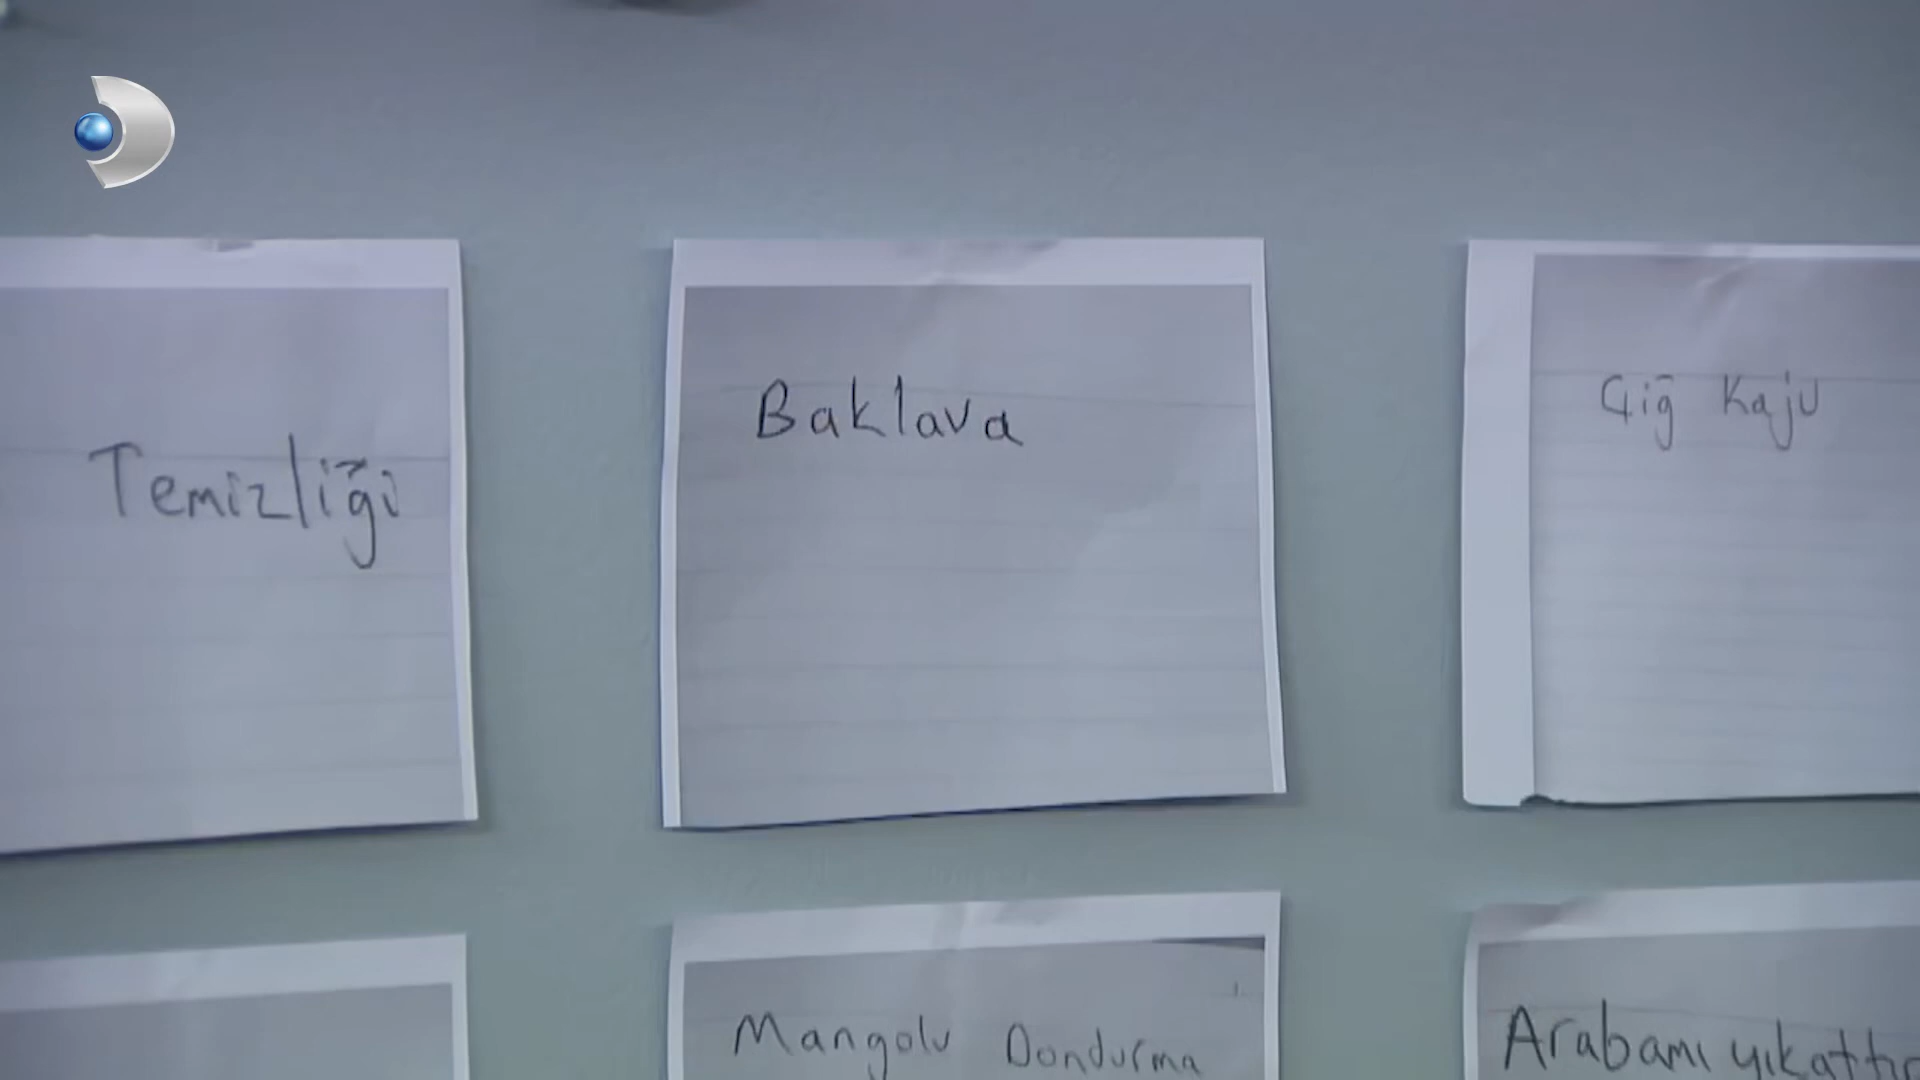 Temizliği
Baklava
Çiğ Kaju
Mangolu Dondurma
Arabamı